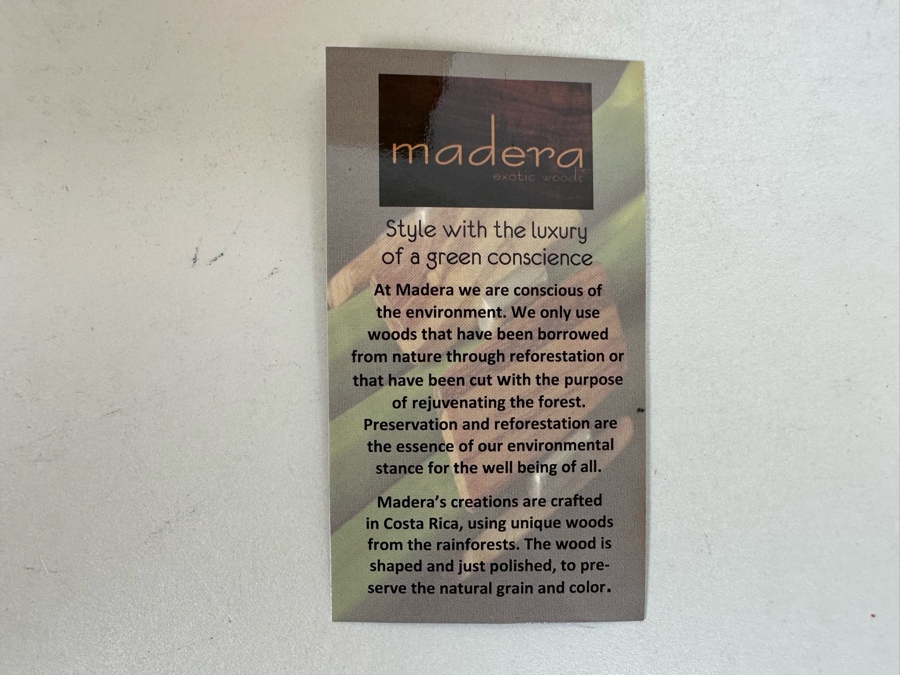 madera
exotic woods
Style with the luxury
of a green conscience
At Madera we are conscious of
the environment. We only use
woods that have been borrowed
from nature through reforestation or
that have been cut with the purpose
of rejuvenating the forest.
Preservation and reforestation are
the essence of our environmental
stance for the well being of all.
Madera's creations are crafted
in Costa Rica, using unique woods
from the rainforests. The wood is
shaped and just polished, to pre-
serve the natural grain and color.